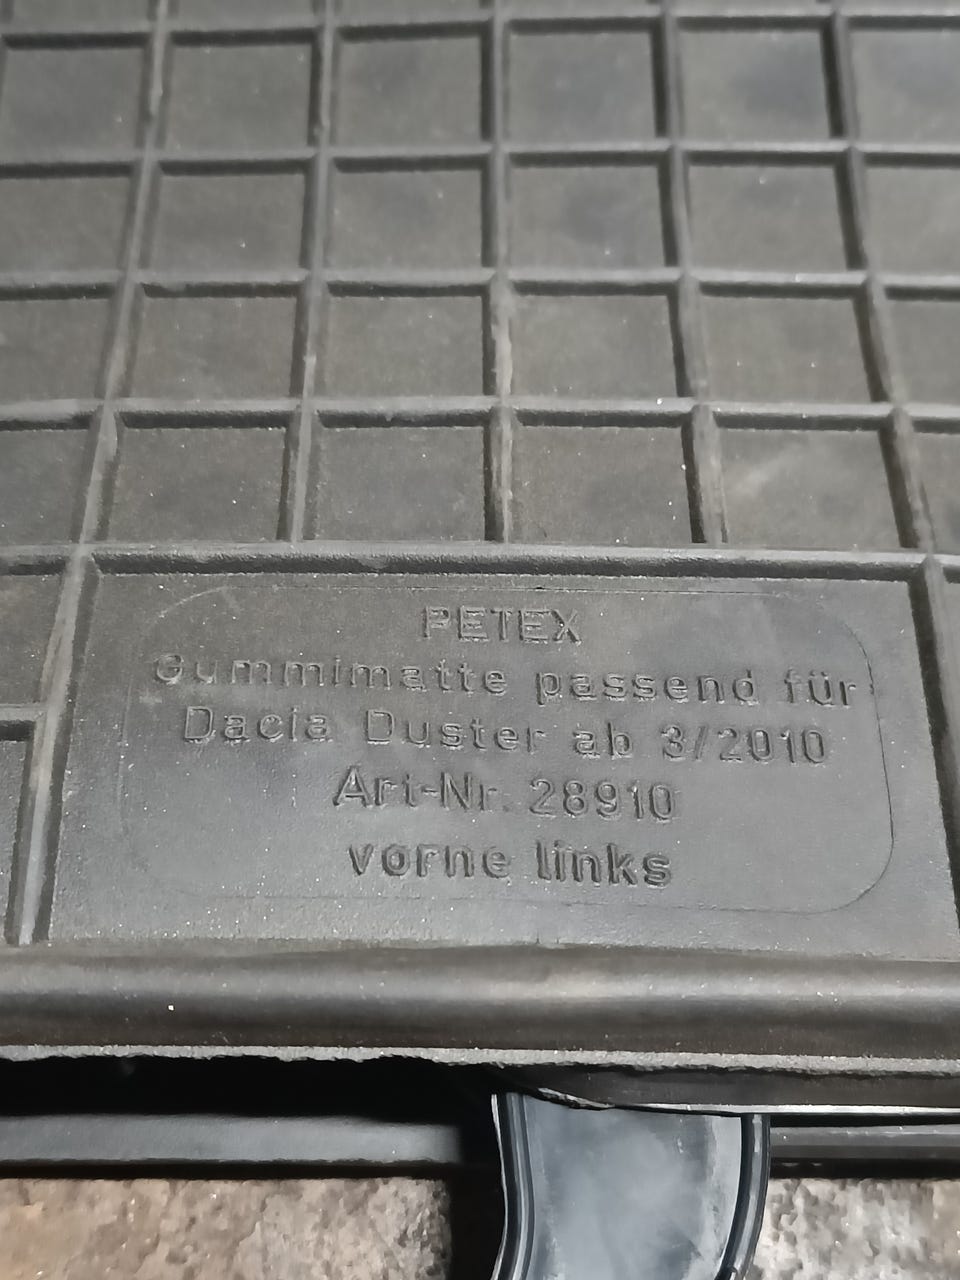 PETEX
Gummimatte passend für
Dacia Duster ab 3/2010
Art-Nr. 28910
vorne links